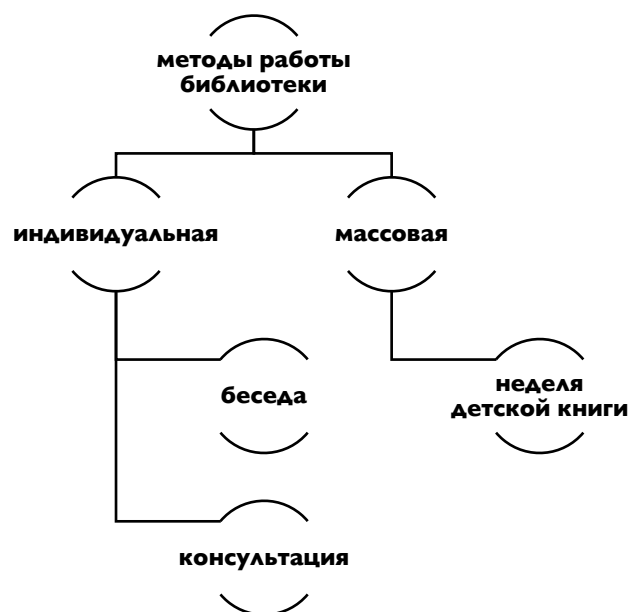 методы работы
библиотеки
индивидуальная
массовая
беседа
неделя
детской книги
консультация